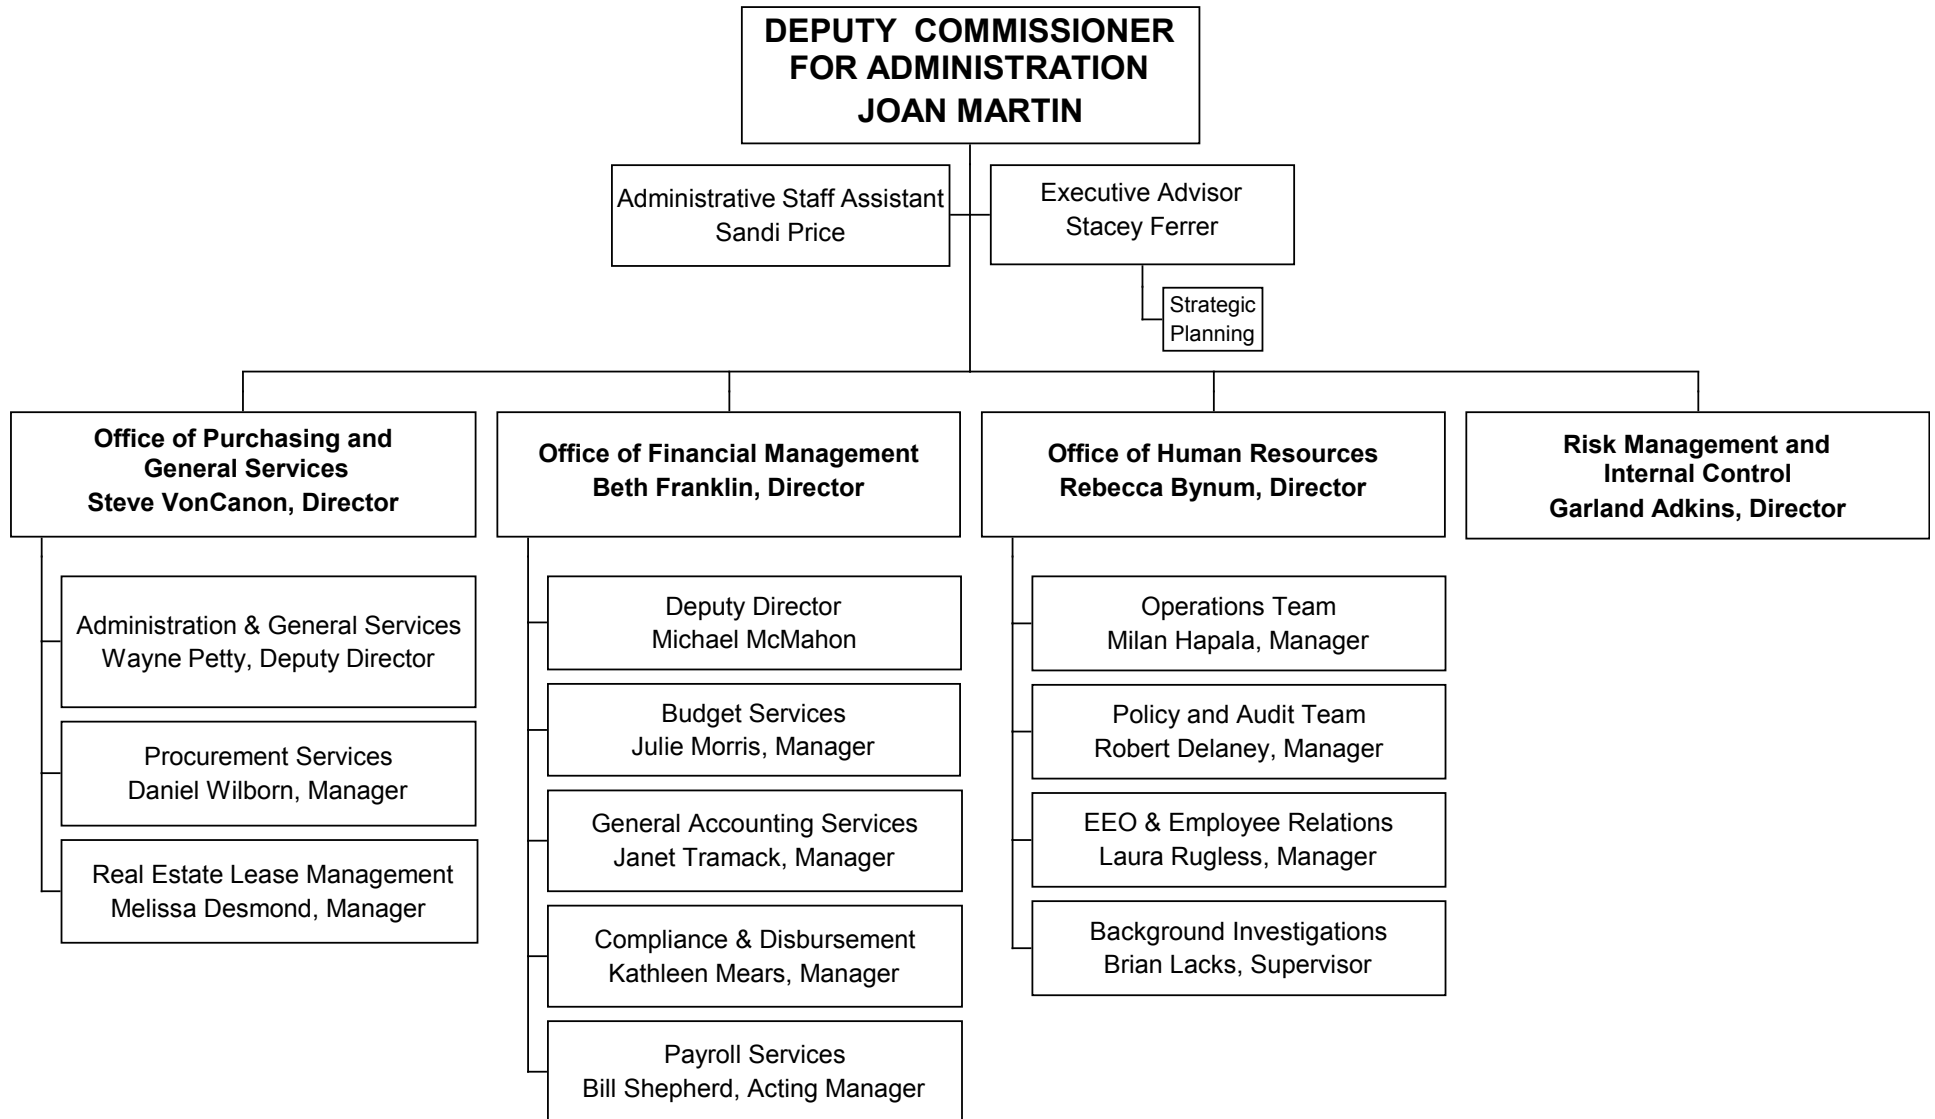 DEPUTY COMMISSIONER
FOR ADMINISTRATION
JOAN MARTIN
Administrative Staff Assistant
Sandi Price
Executive Advisor
Stacey Ferrer
Strategic
Planning
Office of Purchasing and
General Services
Steve VonCanon, Director
Administration & General Services
Wayne Petty, Deputy Director
Procurement Services
Daniel Wilborn, Manager
Real Estate Lease Management
Melissa Desmond, Manager
Office of Financial Management
Beth Franklin, Director
Deputy Director
Michael McMahon
Budget Services
Julie Morris, Manager
General Accounting Services
Janet Tramack, Manager
Compliance & Disbursement
Kathleen Mears, Manager
Payroll Services
Bill Shepherd, Acting Manager
Office of Human Resources
Rebecca Bynum, Director
Operations Team
Milan Hapala, Manager
Policy and Audit Team
Robert Delaney, Manager
EEO & Employee Relations
Laura Rugless, Manager
Background Investigations
Brian Lacks, Supervisor
Risk Management and
Internal Control
Garland Adkins, Director